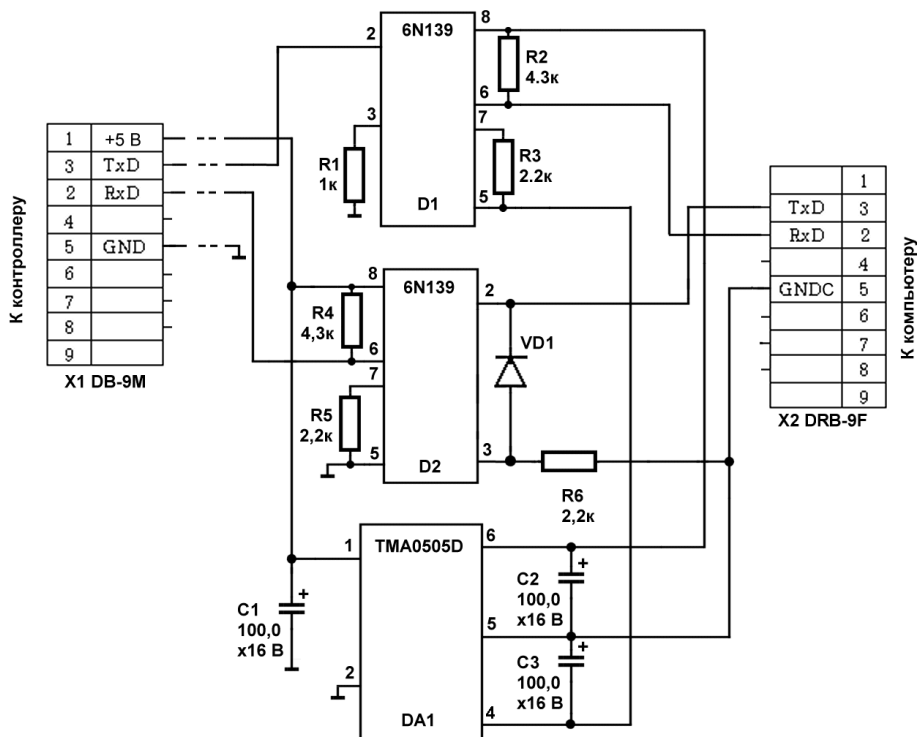 К контроллеру
1 +5 В
3 TxD
2 RxD
4
5 GND
6
7
8
9
X1 DB-9M
2
3
6N139
D1
8
6
7
5
R1
1к
R2
4.3к
R3
2.2к
8
6
7
5
6N139
D2
2
3
R4
4,3к
R5
2,2к
VD1
R6
2,2к
1
2
TMA0505D
DA1
6
5
4
C1
100,0
x16 В
C2
100,0
x16 В
C3
100,0
x16 В
1
TxD 3
RxD 2
4
GNDC 5
6
7
8
9
X2 DRB-9F
К компьютеру